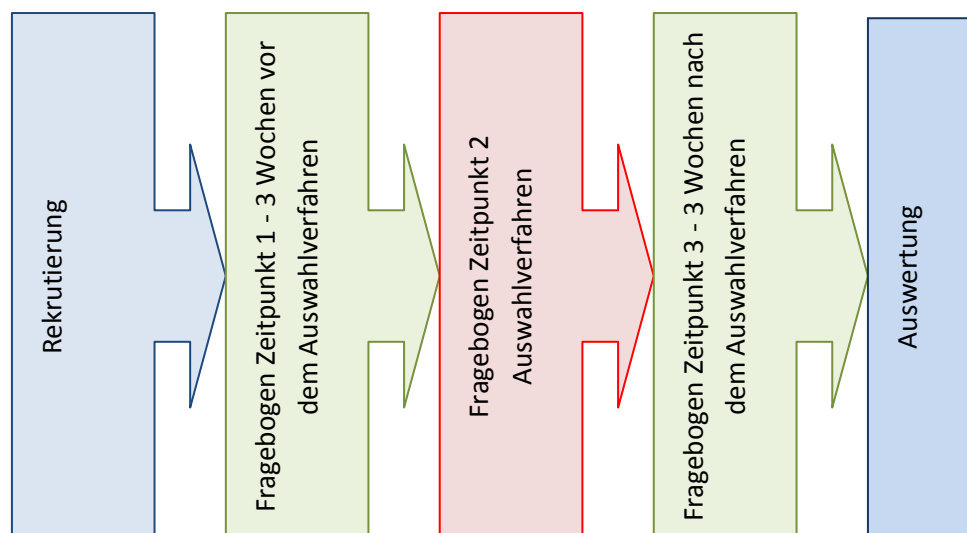 Rekrutierung
Fragebogen Zeitpunkt 1 - 3 Wochen vor
dem Auswahlverfahren
Fragebogen Zeitpunkt 2
Auswahlverfahren
Fragebogen Zeitpunkt 3 - 3 Wochen nach
dem Auswahlverfahren
Auswertung